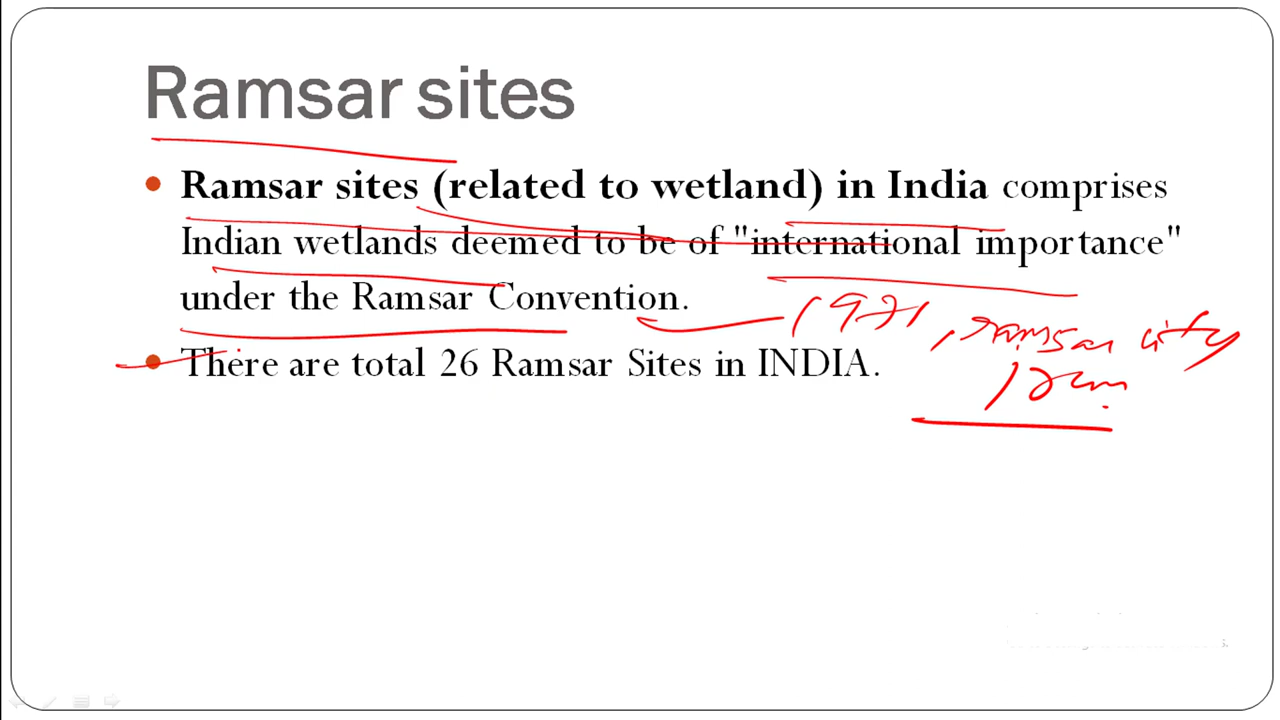 Ramsar sites
• Ramsar sites (related to wetland) in India comprises
Indian wetlands deemed to be of "international importance"
under the Ramsar Convention.
1971, ramsar city
• There are total 26 Ramsar Sites in INDIA.